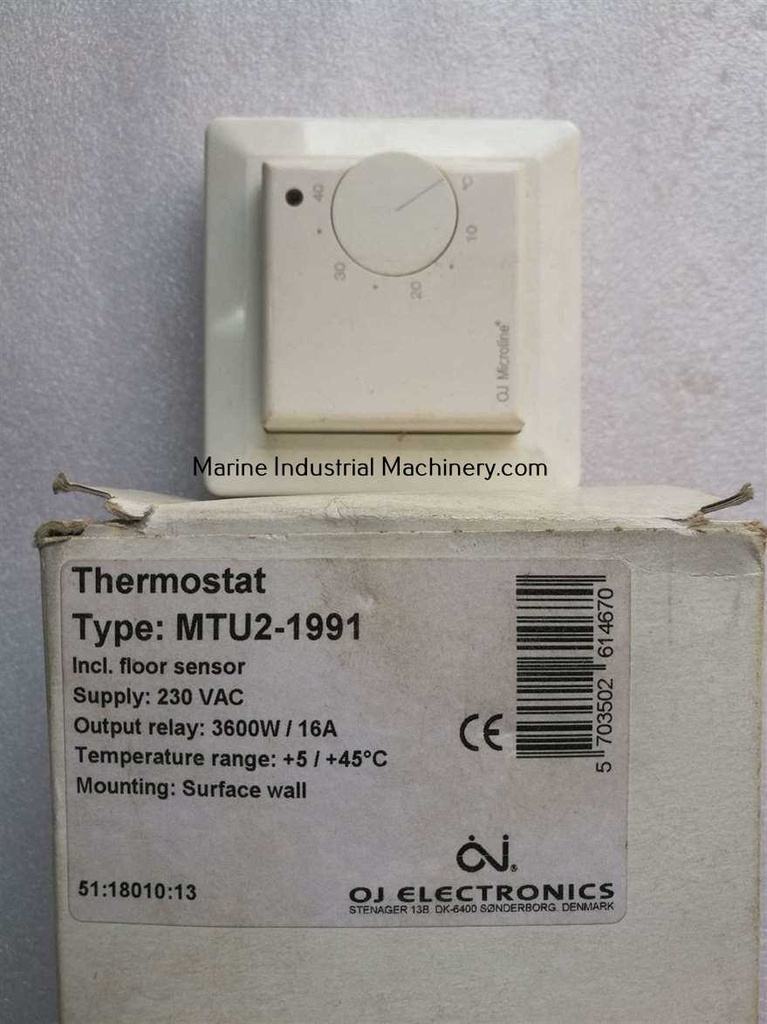 °C
40
10
30
20
OJ Microline®
Marine Industrial Machinery.com
Thermostat
Type: MTU2-1991
Incl. floor sensor
Supply: 230 VAC
Output relay: 3600W / 16A
Temperature range: +5 / +45°C
Mounting: Surface wall
CE
5 703502 614670
51:18010:13
OJ®
OJ ELECTRONICS
STENAGER 13B. DK-6400 SØNDERBORG. DENMARK